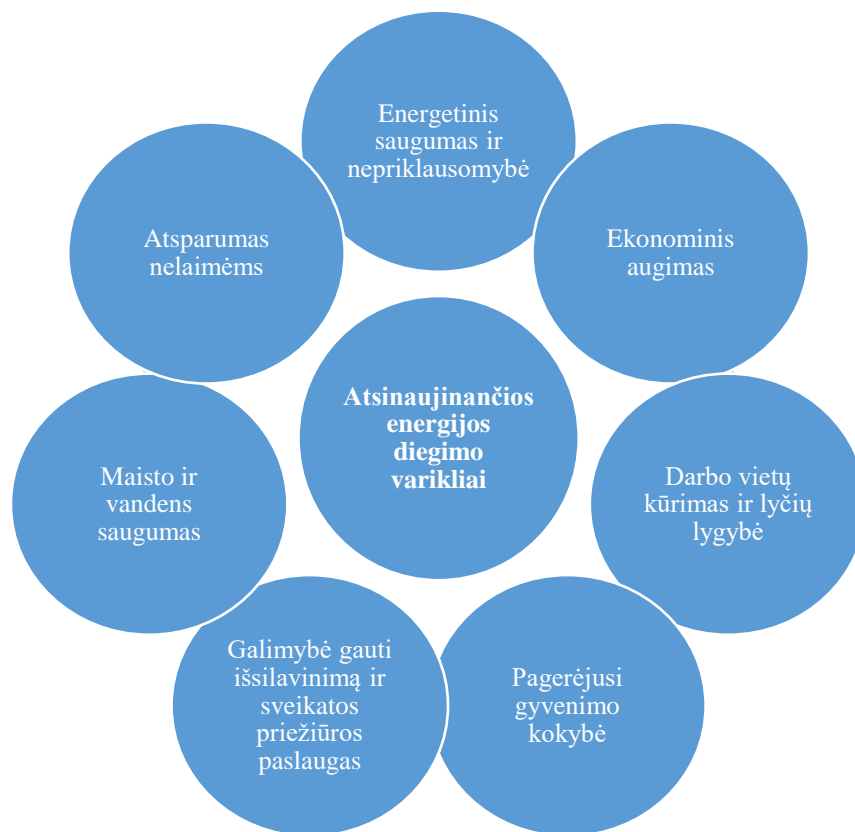 Energetinis
saugumas ir
nepriklausomybė
Ekonominis
augimas
Darbo vietų
kūrimas ir lyčių
lygybė
Pagerėjusi
gyvenimo
kokybė
Galimybė gauti
išsilavinimą ir
sveikatos
priežiūros
paslaugas
Maisto ir
vandens
saugumas
Atsparumas
nelaimėms
Atsinaujinančios
energijos
diegimo
varikliai